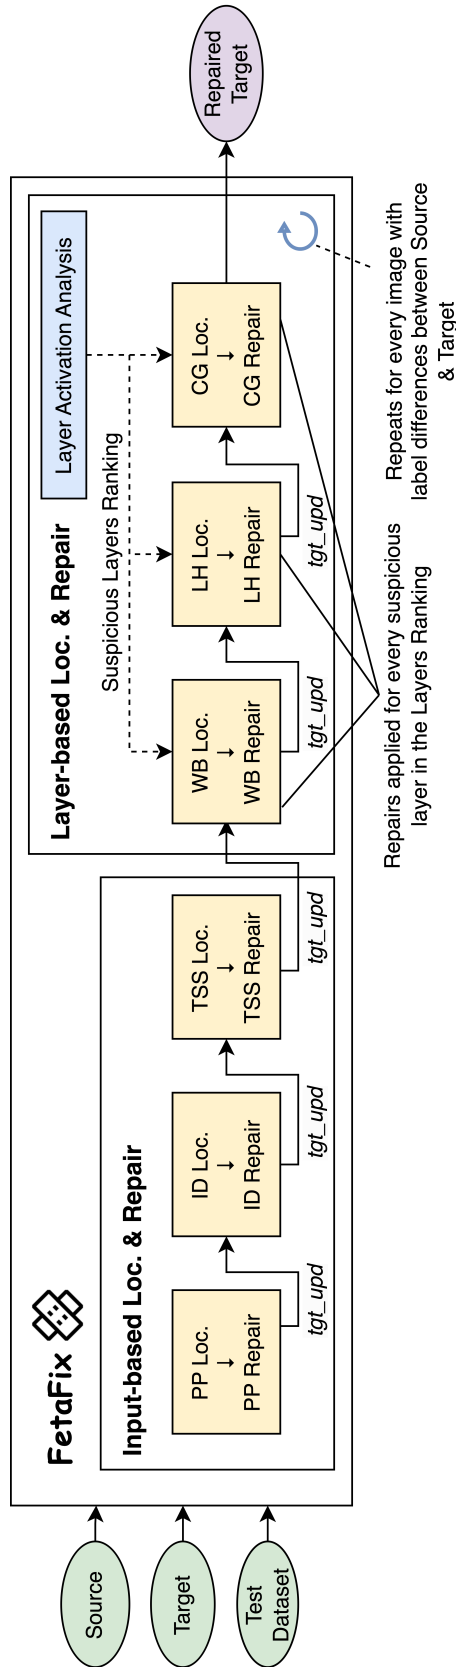 Source
Target
Test
Dataset
FetaFix
Input-based Loc. & Repair
PP Loc.
→
PP Repair
tgt_upd
ID Loc.
→
ID Repair
tgt_upd
TSS Loc.
→
TSS Repair
tgt_upd
Layer-based Loc. & Repair
Layer Activation Analysis
Suspicious Layers Ranking
WB Loc.
→
WB Repair
tgt_upd
LH Loc.
→
LH Repair
tgt_upd
CG Loc.
→
CG Repair
Repairs applied for every suspicious
layer in the Layers Ranking
Repeats for every image with
label differences between Source
& Target
Repaired
Target